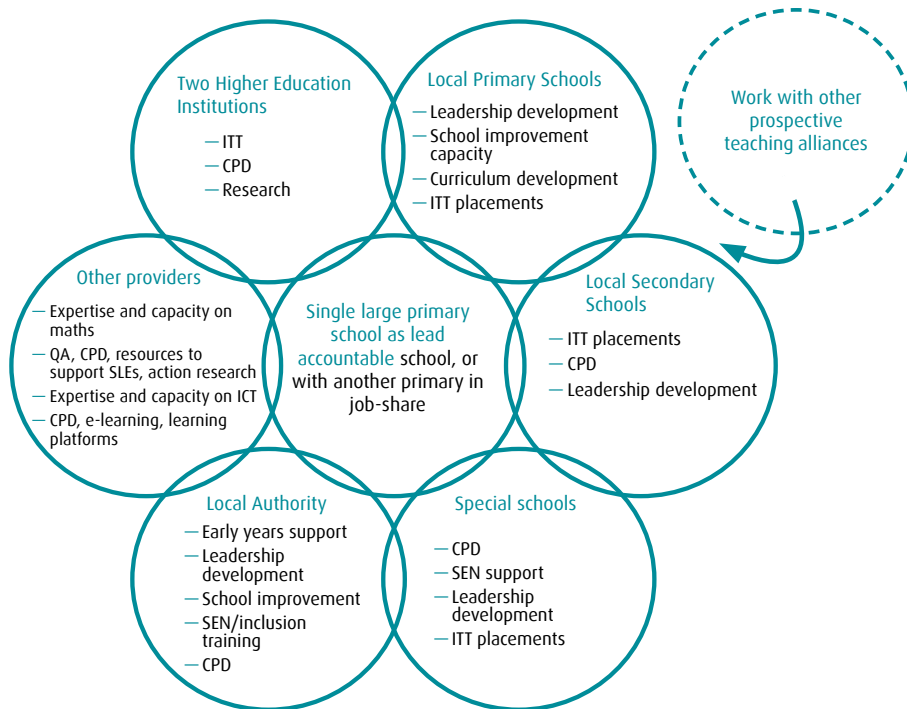 Two Higher Education
Institutions
— ITT
— CPD
— Research
Local Primary Schools
— Leadership development
— School improvement
capacity
— Curriculum development
— ITT placements
Work with other
prospective
teaching alliances
Other providers
— Expertise and capacity on
maths
— QA, CPD, resources to
support SLEs, action research
— Expertise and capacity on ICT
— CPD, e-learning, learning
platforms
Single large primary
school as lead
accountable school, or
with another primary in
job-share
Local Secondary
Schools
— ITT placements
— CPD
— Leadership development
Local Authority
— Early years support
— Leadership
development
— School improvement
— SEN/inclusion
training
— CPD
Special schools
— CPD
— SEN support
— Leadership
development
— ITT placements